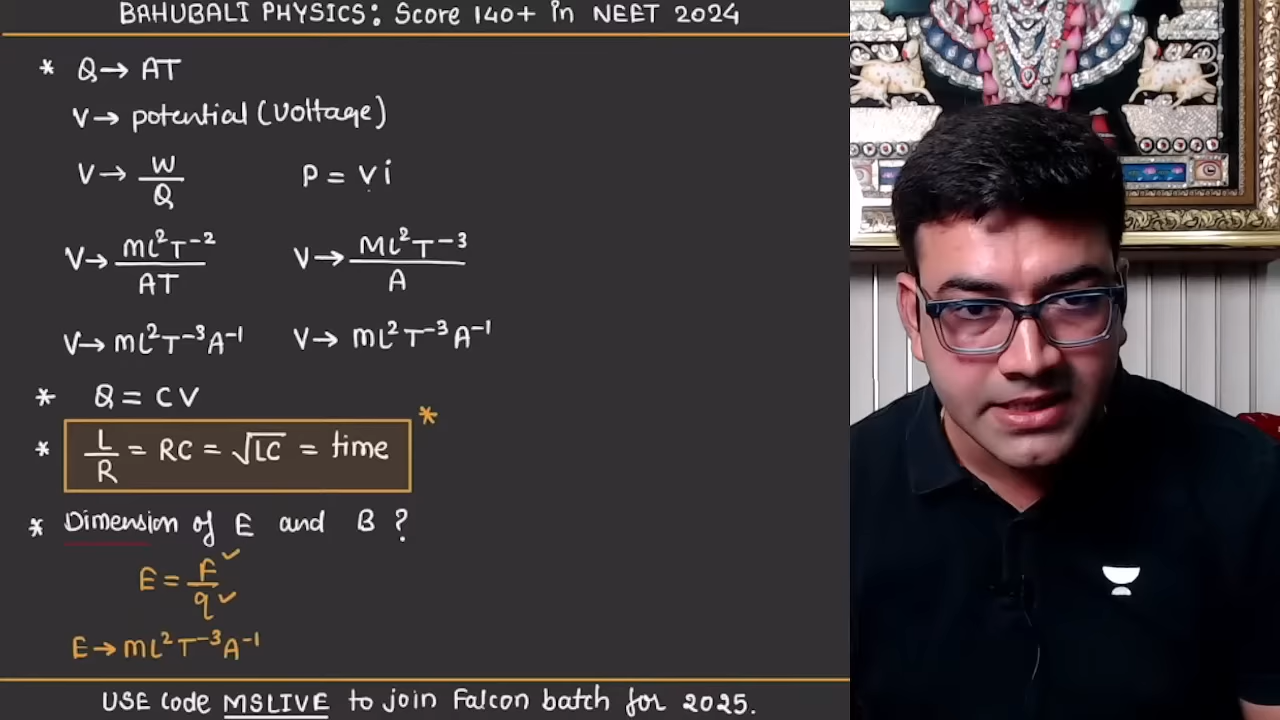 BAHUBALI PHYSICS: Score 140+ in NEET 2024
* Q → AT
V → potential (Voltage)
V → W/Q P = Vi
V → ML²T⁻²/AT V → ML²T⁻³/A
V → ML²T⁻³A⁻¹ V → ML²T⁻³A⁻¹
* Q = CV
* L/R = RC = √LC = time *
* Dimension of E and B ?
E = F/q
E → ML²T⁻³A⁻¹
USE Code MSLIVE to join Falcon batch for 2025.